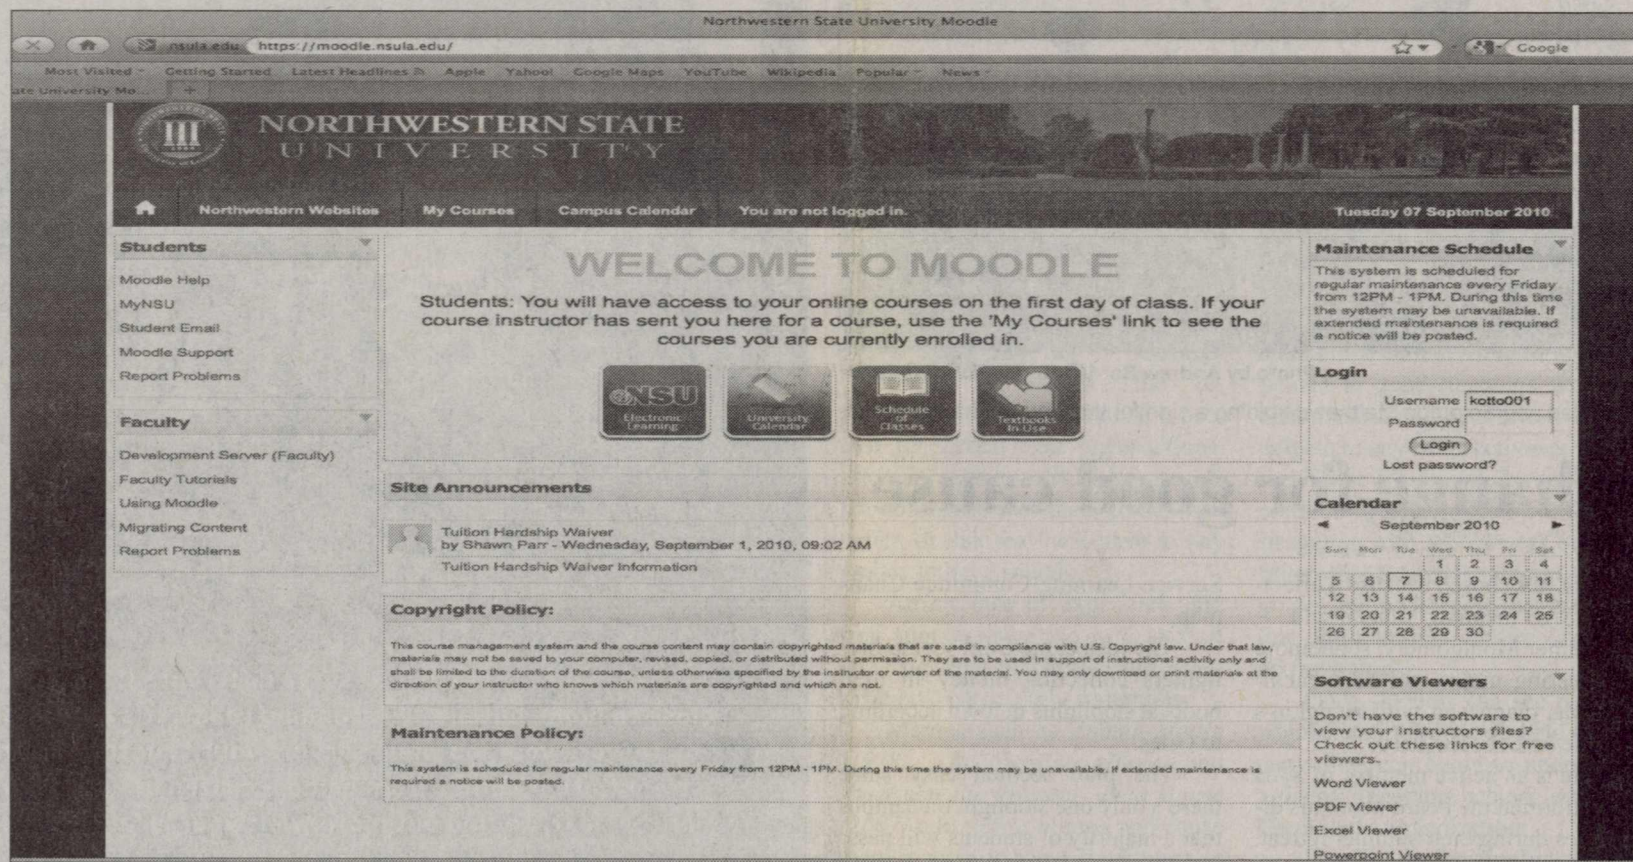 Northwestern State University Moodle
nsula.edu https://moodle.nsula.edu/
Google
Most Visited Getting Started Latest Headlines Apple Yahoo! Google Maps YouTube Wikipedia Popular News
ate University Mo...
NORTHWESTERN STATE
UNIVERSITY
Northwestern Websites My Courses Campus Calendar You are not logged in. Tuesday 07 September 2010
Students
Moodle Help
MyNSU
Student Email
Moodle Support
Report Problems
Faculty
Development Server (Faculty)
Faculty Tutorials
Using Moodle
Migrating Content
Report Problems
WELCOME TO MOODLE
Students: You will have access to your online courses on the first day of class. If your
course instructor has sent you here for a course, use the 'My Courses' link to see the
courses you are currently enrolled in.
@NSU
Electronic
Learning
University
Calendar
Schedule
of
Classes
Textbooks
In Use
Site Announcements
Tuition Hardship Waiver
by Shawn Parr - Wednesday, September 1, 2010, 09:02 AM
Tuition Hardship Waiver Information
Copyright Policy:
This course management system and the course content may contain copyrighted materials that are used in compliance with U.S. Copyright law. Under that law,
materials may not be saved to your computer, revised, copied, or distributed without permission. They are to be used in support of instructional activity only and
shall be limited to the duration of the course, unless otherwise specified by the instructor or owner of the material. You may only download or print materials at the
direction of your instructor who knows which materials are copyrighted and which are not.
Maintenance Policy:
This system is scheduled for regular maintenance every Friday from 12PM - 1PM. During this time the system may be unavailable. If extended maintenance is
required a notice will be posted.
Maintenance Schedule
This system is scheduled for
regular maintenance every Friday
from 12PM - 1PM. During this time
the system may be unavailable. If
extended maintenance is required
a notice will be posted.
Login
Username kotto001
Password
Login
Lost password?
Calendar
September 2010
Sun Mon Tue Wed Thu Fri Sat
1 2 3 4
5 6 7 8 9 10 11
12 13 14 15 16 17 18
19 20 21 22 23 24 25
26 27 28 29 30
Software Viewers
Don't have the software to
view your instructors files?
Check out these links for free
viewers.
Word Viewer
PDF Viewer
Excel Viewer
Powerpoint Viewer